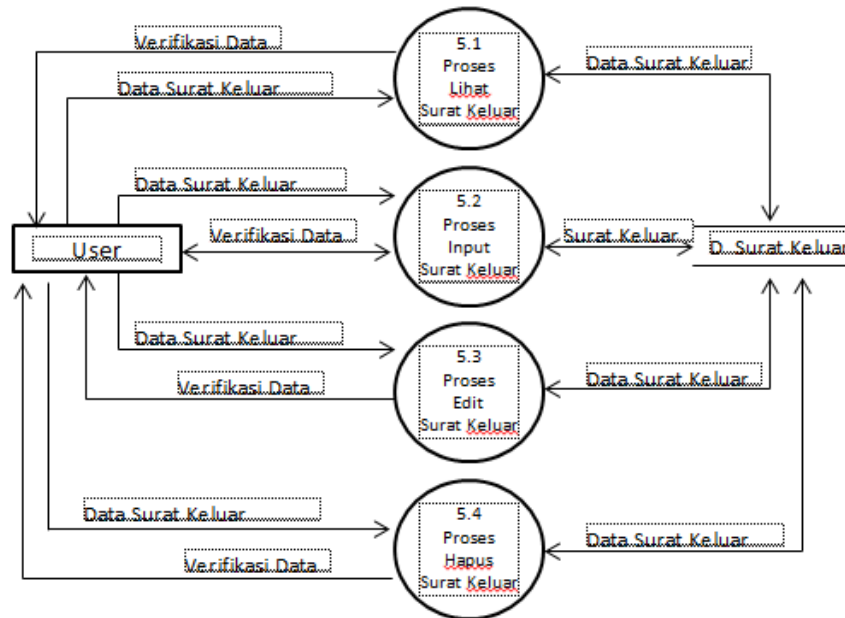 Verifikasi Data
5.1
Proses
Lihat
Surat Keluar
Data Surat Keluar
Data Surat Keluar
Data Surat Keluar
5.2
Proses
Input
Surat Keluar
Verifikasi Data
Surat Keluar
User
D. Surat Keluar
Data Surat Keluar
5.3
Proses
Edit
Surat Keluar
Verifikasi Data
Data Surat Keluar
5.4
Proses
Hapus
Surat Keluar
Data Surat Keluar
Data Surat Keluar
Verifikasi Data